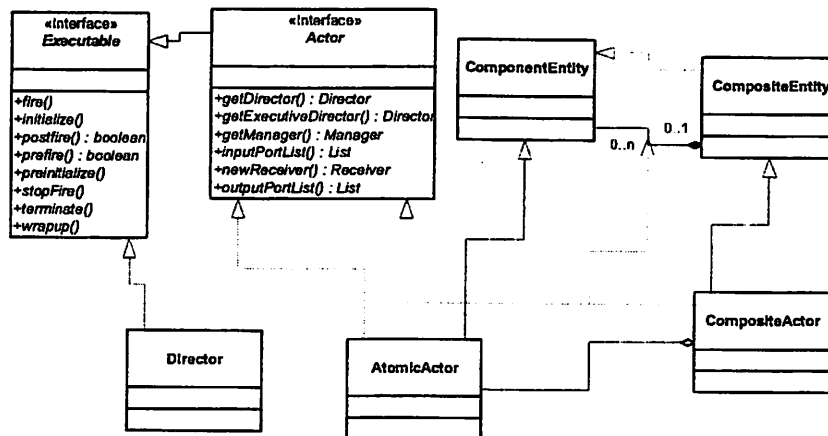 «Interface»
Executable
+fire()
+initialize()
+postfire() : boolean
+prefire() : boolean
+preinitialize()
+stopFire()
+terminate()
+wrapup()
«Interface»
Actor
+getDirector() : Director
+getExecutiveDirector() : Director
+getManager() : Manager
+inputPortList() : List
+newReceiver() : Receiver
+outputPortList() : List
ComponentEntity
CompositeEntity
0..1
0..n
Director
AtomicActor
CompositeActor